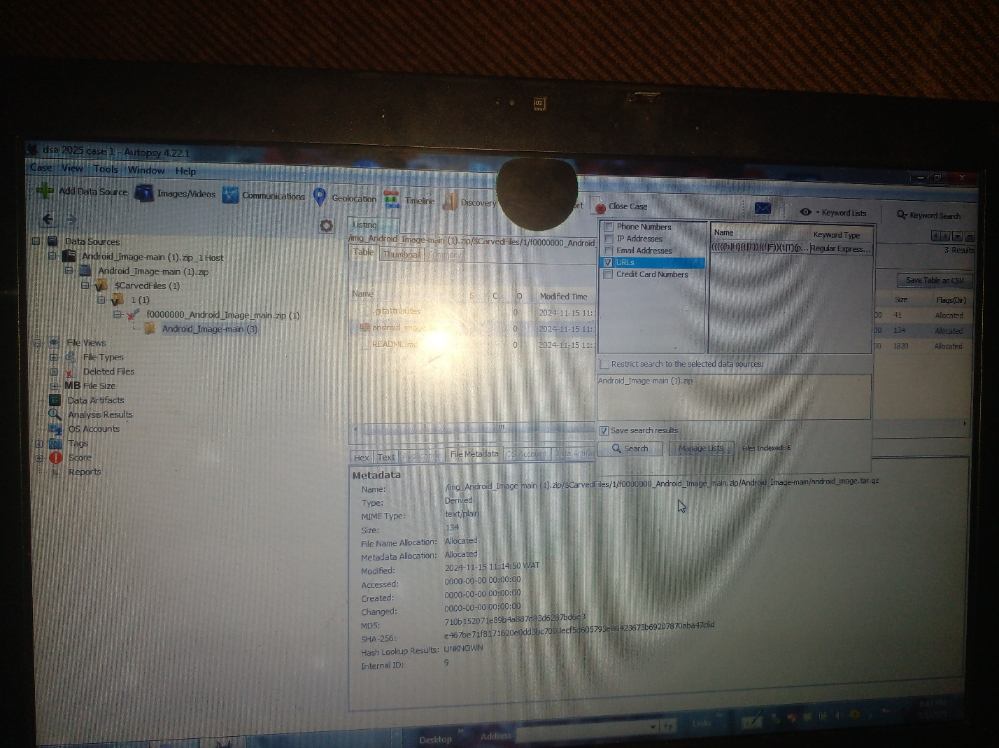 dsa 2025 case 1 - Autopsy 4.22.1
Case View Tools Window Help
Add Data Source Images/Videos Communications Geolocation Timeline Discovery Close Case Keyword Lists Keyword Search
Listing
/img_Android_Image-main (1).zip/$CarvedFiles/1/f0000000_Android
3 Results
Table Thumbnail Summary
Save Table as CSV
Name S C O Modified Time Size Flags(Dir)
.gitattributes 0 2024-11-15 11:1 00 41 Allocated
0 2024-11-15 11:1 00 134 Allocated
README.md 0 2024-11-15 11:1 00 1820 Allocated
Data Sources
Android_Image-main (1).zip_1 Host
Android_Image-main (1).zip
$CarvedFiles (1)
1 (1)
f0000000_Android_Image_main.zip (1)
Android_Image-main (3)
File Views
File Types
Deleted Files
MB File Size
Data Artifacts
Analysis Results
OS Accounts
Tags
Score
Reports
Phone Numbers
IP Addresses
Email Addresses
URLs
Credit Card Numbers
Name Keyword Type
(((((h|H)(t|T))|(f|F))(t|T)(p... Regular Express...
Restrict search to the selected data sources:
Android_Image-main (1).zip
Save search results
Search Manage Lists Files Indexed: 6
Hex Text Application File Metadata OS Account
Metadata
Name: /img_Android_Image-main (1).zip/$CarvedFiles/1/f0000000_Android_Image_main.zip/Android_Image-main/android_image.tar.gz
Type: Derived
MIME Type: text/plain
Size: 134
File Name Allocation: Allocated
Metadata Allocation: Allocated
Modified: 2024-11-15 11:14:50 WAT
Accessed: 0000-00-00 00:00:00
Created: 0000-00-00 00:00:00
Changed: 0000-00-00 00:00:00
MD5: 710b152071e89b4a887d83d6287bd6e3
SHA-256:
Hash Lookup Results: UNKNOWN
Internal ID: 9
Desktop Address Links